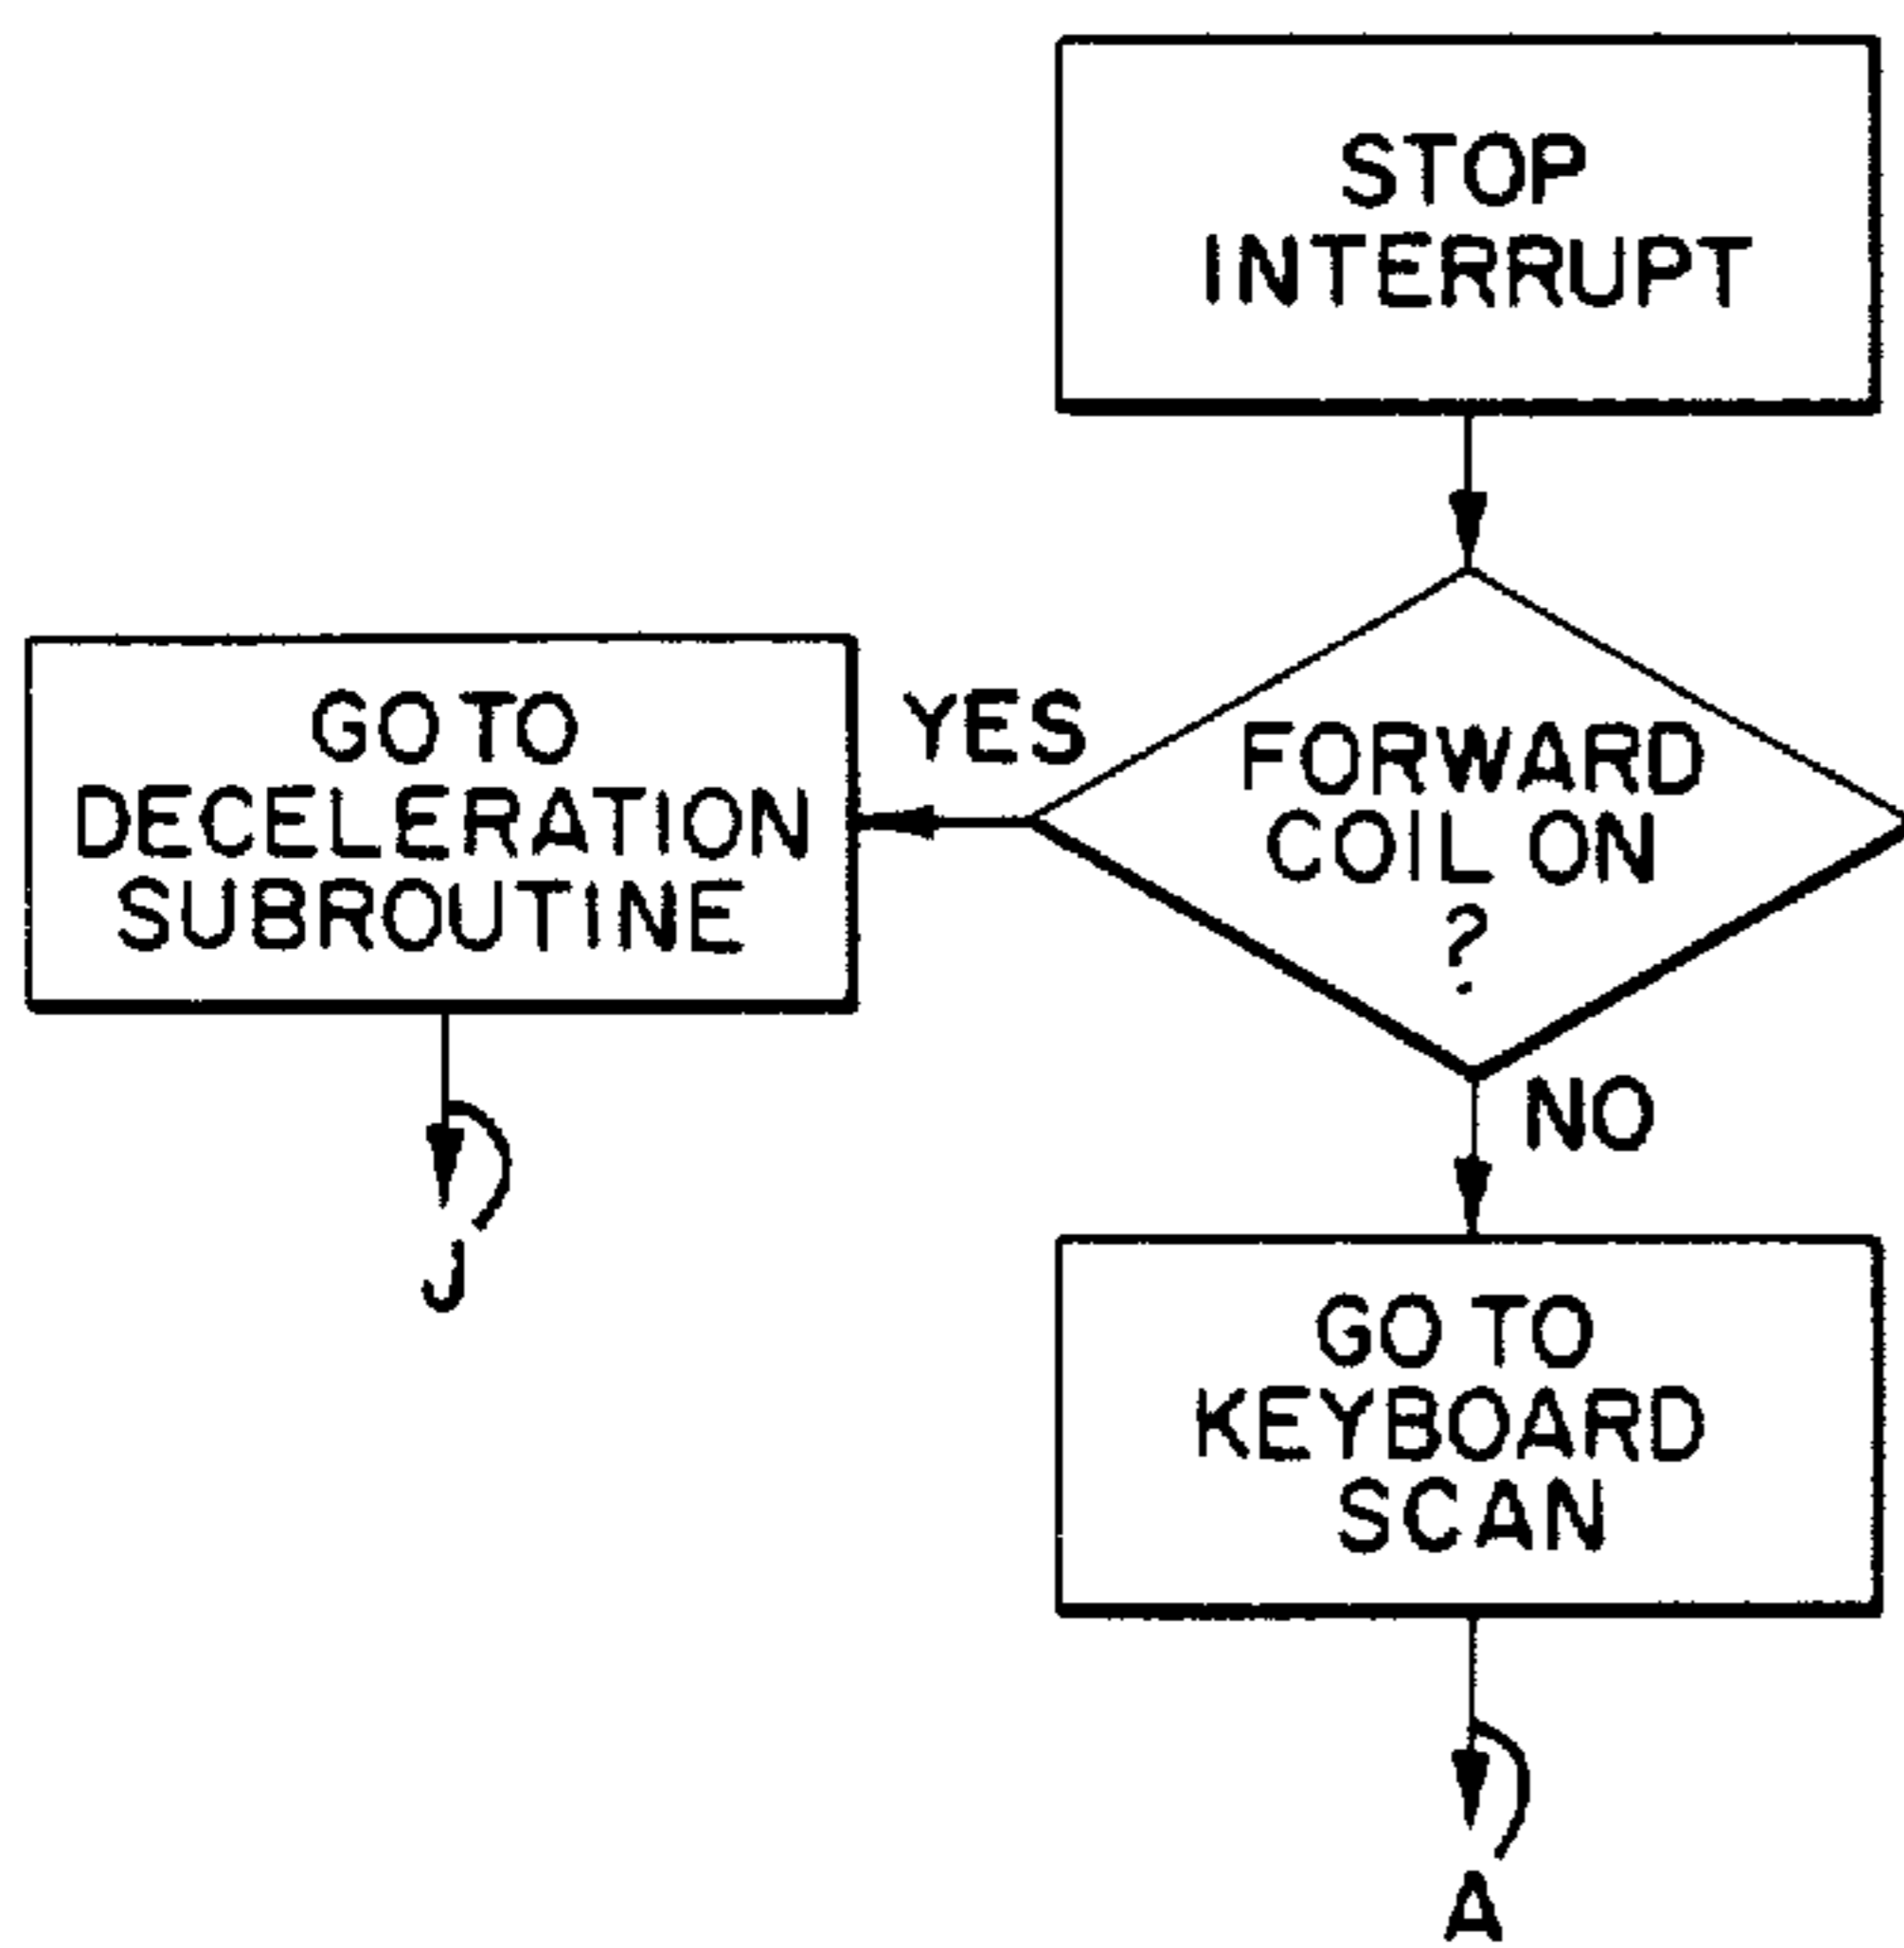 STOP
INTERRUPT
FORWARD
COIL ON
?
YES
GO TO
DECELERATION
SUBROUTINE
J
NO
GO TO
KEYBOARD
SCAN
A